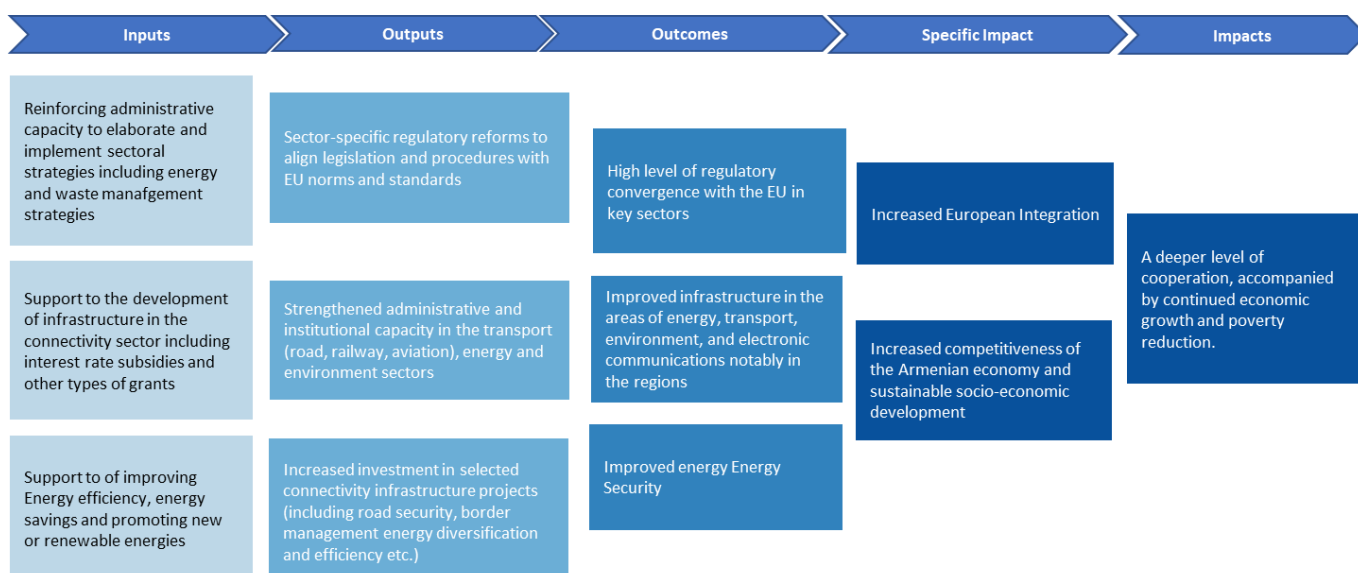 Inputs
Outputs
Outcomes
Specific Impact
Impacts
Reinforcing administrative
capacity to elaborate and
implement sectoral
strategies including energy
and waste manafgement
strategies
Support to the development
of infrastructure in the
connectivity sector including
interest rate subsidies and
other types of grants
Support to of improving
Energy efficiency, energy
savings and promoting new
or renewable energies
Sector-specific regulatory reforms to
align legislation and procedures with
EU norms and standards
Strengthened administrative and
institutional capacity in the transport
(road, railway, aviation), energy and
environment sectors
Increased investment in selected
connectivity infrastructure projects
(including road security, border
management energy diversification
and efficiency etc.)
High level of regulatory
convergence with the EU in
key sectors
Improved infrastructure in the
areas of energy, transport,
environment, and electronic
communications notably in
the regions
Improved energy Energy
Security
Increased European Integration
Increased competitiveness of
the Armenian economy and
sustainable socio-economic
development
A deeper level of
cooperation, accompanied
by continued economic
growth and poverty
reduction.